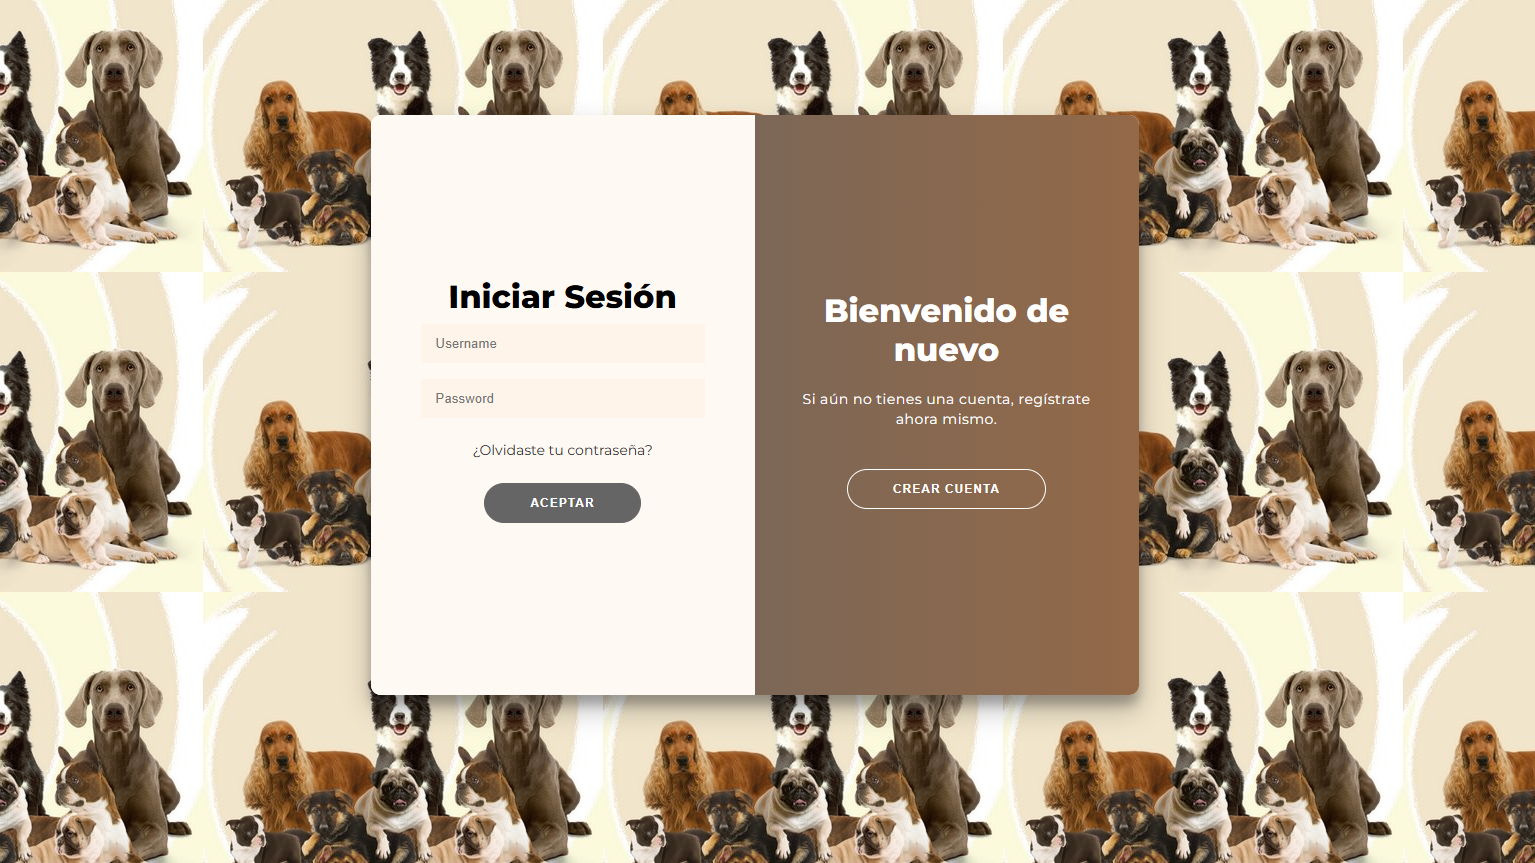 Iniciar Sesión
Username
Password
¿Olvidaste tu contraseña?
ACEPTAR
Bienvenido de
nuevo
Si aún no tienes una cuenta, regístrate
ahora mismo.
CREAR CUENTA